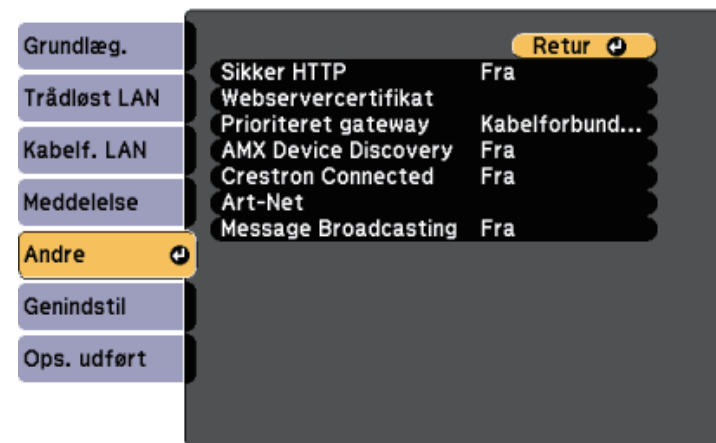 Grundlæg.
Trådløst LAN
Kabelf. LAN
Meddelelse
Andre
Genindstil
Ops. udført
Retur
Sikker HTTP Fra
Webservercertifikat
Prioriteret gateway Kabelforbund...
AMX Device Discovery Fra
Crestron Connected Fra
Art-Net
Message Broadcasting Fra